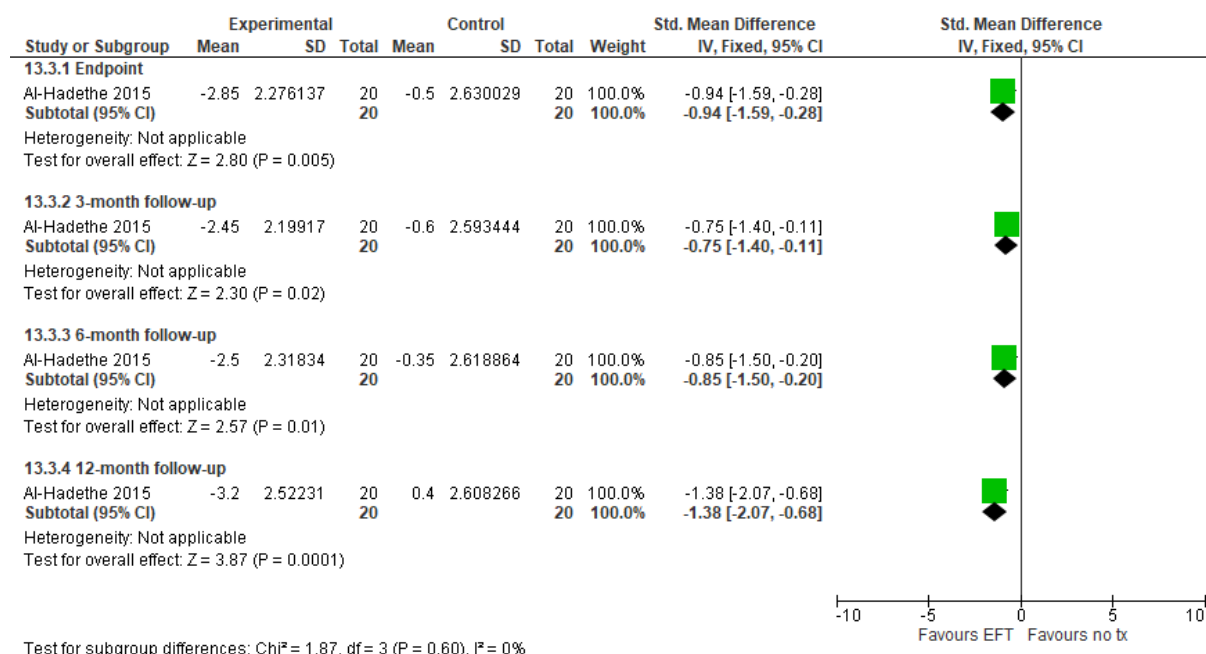 Experimental Control Std. Mean Difference Std. Mean Difference
Study or Subgroup Mean SD Total Mean SD Total Weight IV, Fixed, 95% CI IV, Fixed, 95% CI
13.3.1 Endpoint
Al-Hadethe 2015 -2.85 2.276137 20 -0.5 2.630029 20 100.0% -0.94 [-1.59, -0.28]
Subtotal (95% CI) 20 20 100.0% -0.94 [-1.59, -0.28]
Heterogeneity: Not applicable
Test for overall effect: Z = 2.80 (P = 0.005)
13.3.2 3-month follow-up
Al-Hadethe 2015 -2.45 2.19917 20 -0.6 2.593444 20 100.0% -0.75 [-1.40, -0.11]
Subtotal (95% CI) 20 20 100.0% -0.75 [-1.40, -0.11]
Heterogeneity: Not applicable
Test for overall effect: Z = 2.30 (P = 0.02)
13.3.3 6-month follow-up
Al-Hadethe 2015 -2.5 2.31834 20 -0.35 2.618864 20 100.0% -0.85 [-1.50, -0.20]
Subtotal (95% CI) 20 20 100.0% -0.85 [-1.50, -0.20]
Heterogeneity: Not applicable
Test for overall effect: Z = 2.57 (P = 0.01)
13.3.4 12-month follow-up
Al-Hadethe 2015 -3.2 2.52231 20 0.4 2.608266 20 100.0% -1.38 [-2.07, -0.68]
Subtotal (95% CI) 20 20 100.0% -1.38 [-2.07, -0.68]
Heterogeneity: Not applicable
Test for overall effect: Z = 3.87 (P = 0.0001)
-10 -5 0 5 10
Favours EFT Favours no tx
Test for subgroup differences: Chi² = 1.87, df = 3 (P = 0.60), I² = 0%